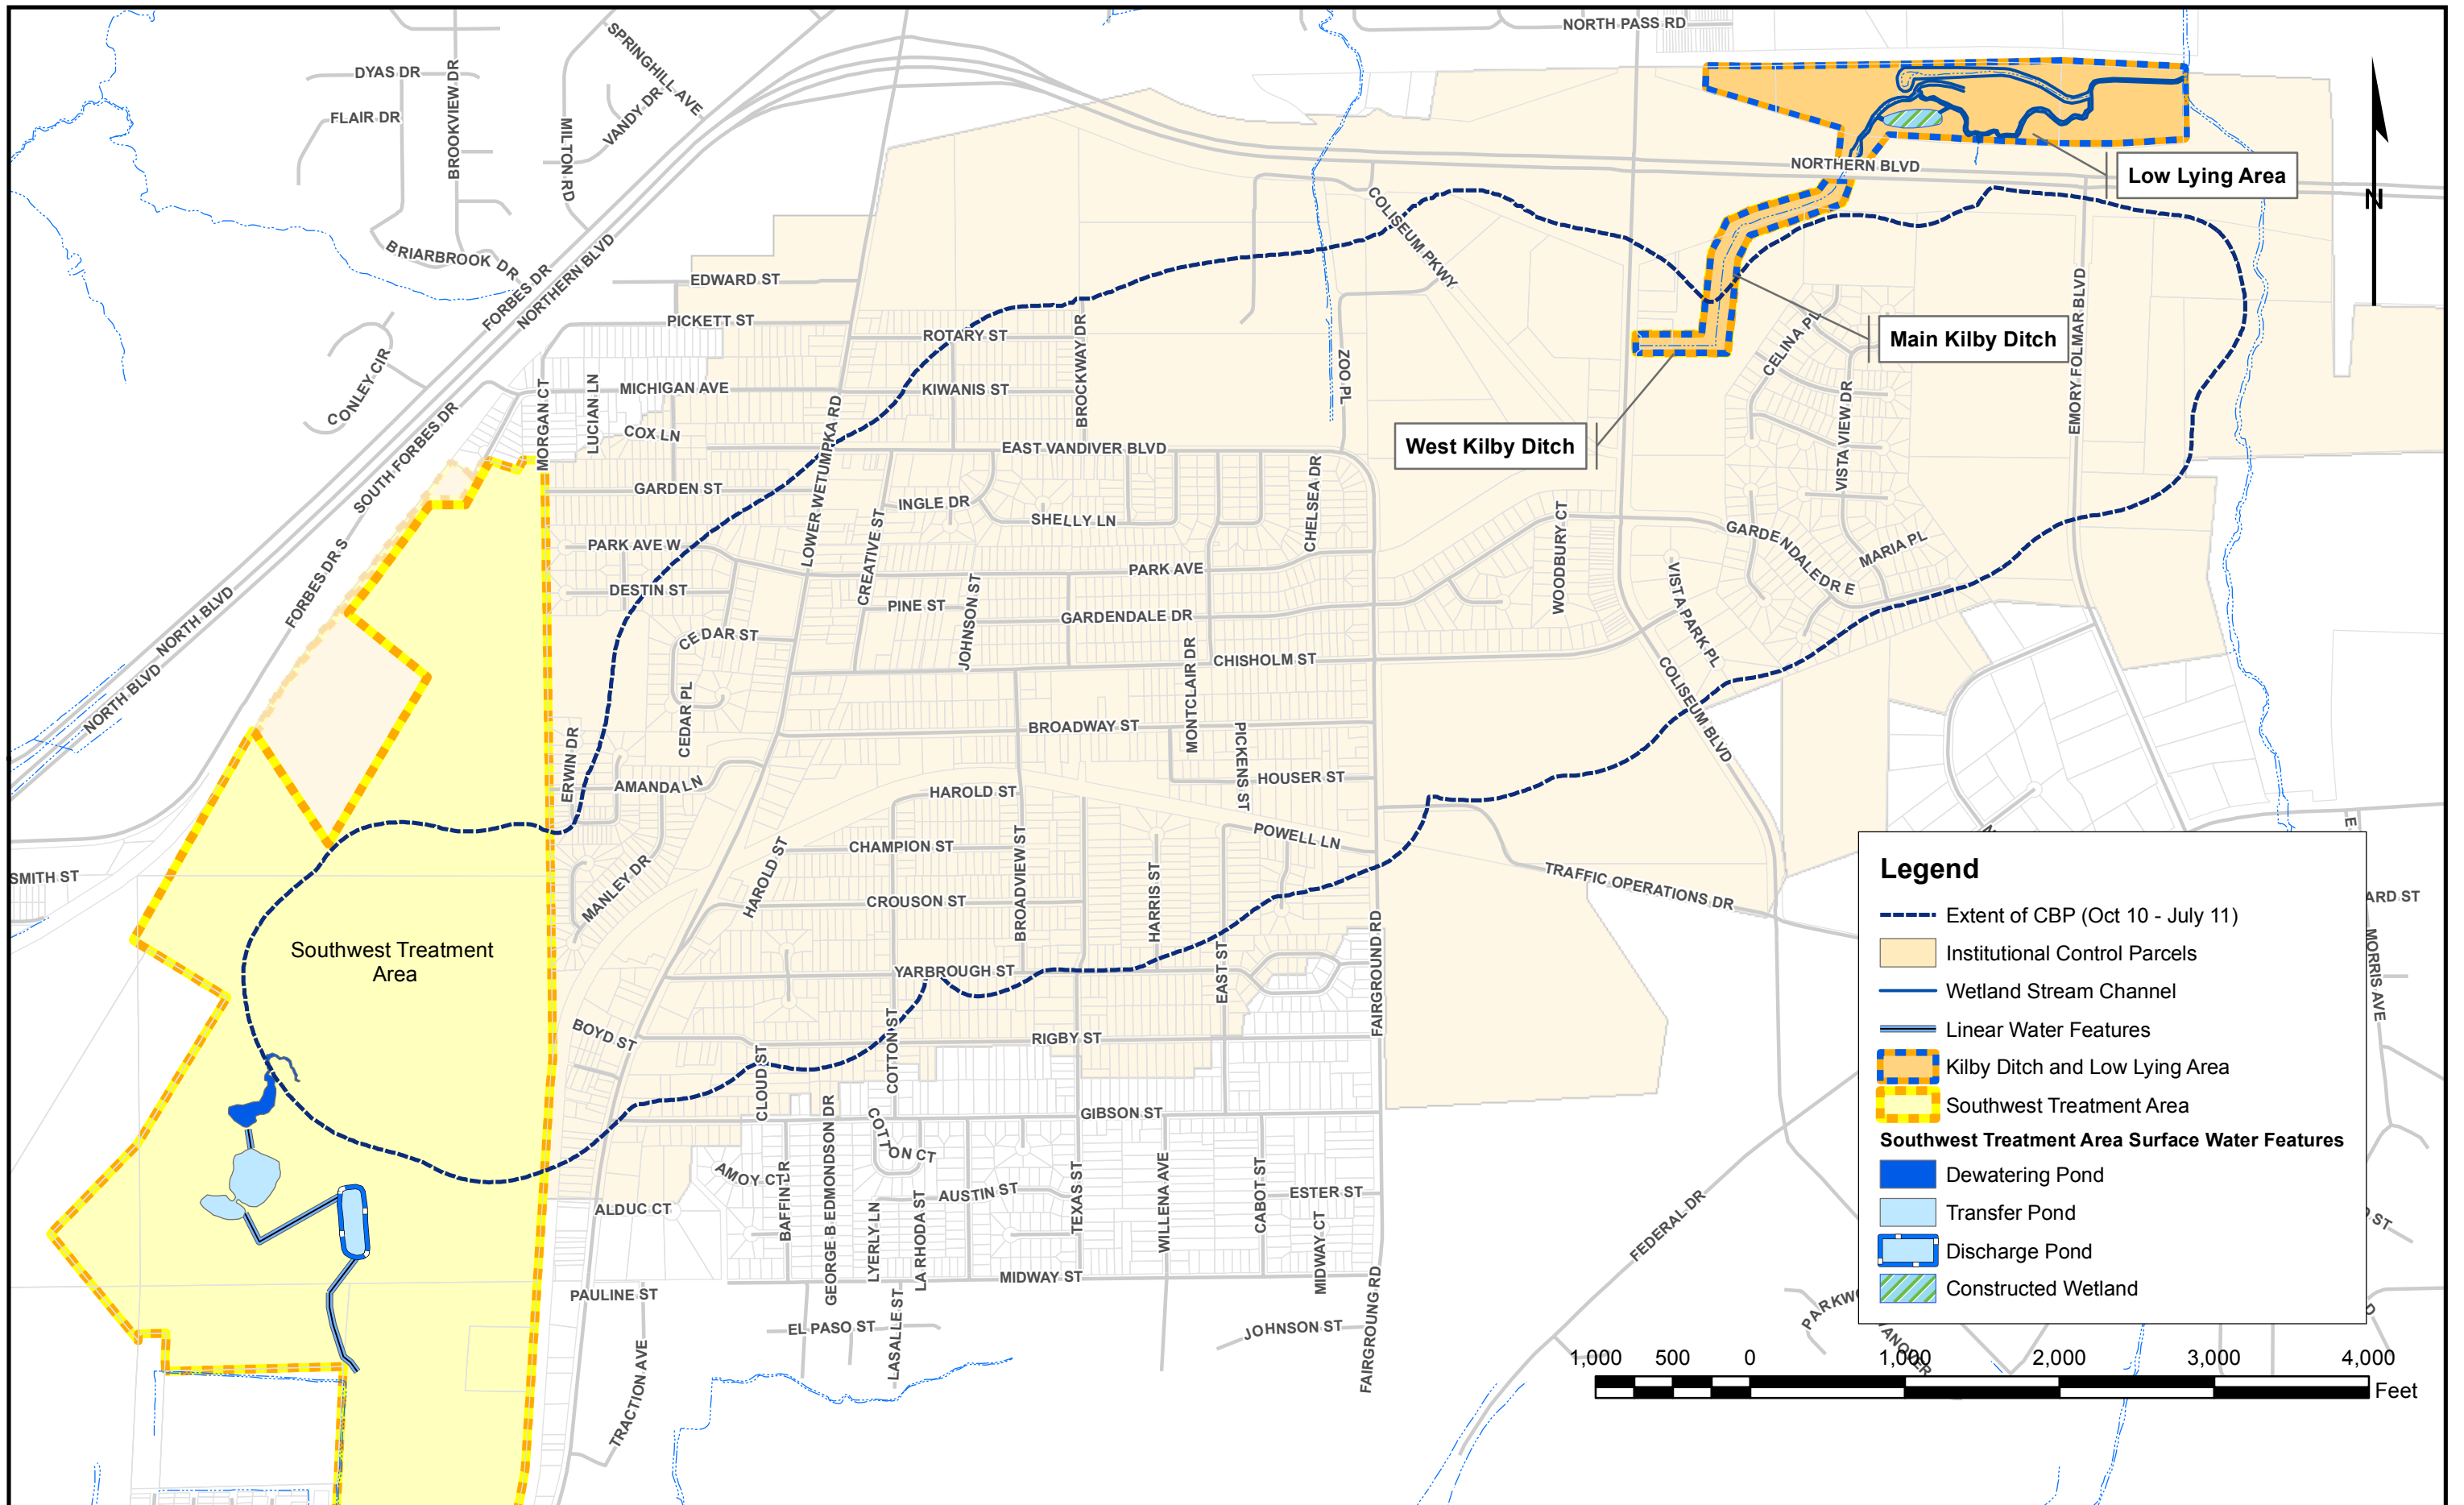 NORTH PASS RD
SPRINGHILL AVE
DYAS DR
BROOKVIEW DR
FLAIR DR
MILTON RD
VANDY DR
BRIARBROOK DR
FORBES DR
NORTHERN BLVD
NORTHERN BLVD
Low Lying Area
N
COLISEUM PKWY
EDWARD ST
PICKETT ST
ROTARY ST
BROCKWAY DR
ZOO PL
CELINA PL
Main Kilby Ditch
EMORY FOLMAR BLVD
CONLEY CIR
SOUTH FORBES DR
MORGAN CT
LUCIAN LN
MICHIGAN AVE
KIWANIS ST
COX LN
LOWER WETUMPKA RD
EAST VANDIVER BLVD
West Kilby Ditch
VISTA VIEW DR
GARDEN ST
INGLE DR
SHELLY LN
CHELSEA DR
CREATIVE ST
PARK AVE W
PARK AVE
WOODBURY CT
GARDENDALE DR E
MARIA PL
DESTIN ST
PINE ST
JOHNSON ST
GARDENDALE DR
VISTA PARK PL
FORBES DR S
NORTH BLVD
NORTH BLVD
CEDAR ST
CHISHOLM ST
MONTCLAIR DR
COLISEUM BLVD
CEDAR PL
BROADWAY ST
PICKENS ST
ERWIN DR
AMANDA LN
HOUSER ST
HAROLD ST
POWELL LN
CHAMPION ST
BROADVIEW ST
HARRIS ST
HAROLD ST
SMITH ST
MANLEY DR
CROUSON ST
TRAFFIC OPERATIONS DR
Southwest Treatment
Area
YARBROUGH ST
EAST ST
FAIRGROUND RD
BOYD ST
RIGBY ST
COTTON ST
CLOUD ST
GIBSON ST
GEORGE B EDMONDSON DR
COTTON CT
AMOY CT
BAFFIN DR
AUSTIN ST
TEXAS ST
WILLENA AVE
CABOT ST
ESTER ST
ALDUC CT
LYERLY LN
LA RHODA ST
MIDWAY CT
FEDERAL DR
MIDWAY ST
PAULINE ST
EL PASO ST
LASALLE ST
JOHNSON ST
FAIRGROUNG RD
TRACTION AVE
Legend
Extent of CBP (Oct 10 - July 11)
Institutional Control Parcels
Wetland Stream Channel
Linear Water Features
Kilby Ditch and Low Lying Area
Southwest Treatment Area
Southwest Treatment Area Surface Water Features
Dewatering Pond
Transfer Pond
Discharge Pond
Constructed Wetland
ARD ST
MORRIS AVE
1,000 500 0 1,000 2,000 3,000 4,000
Feet